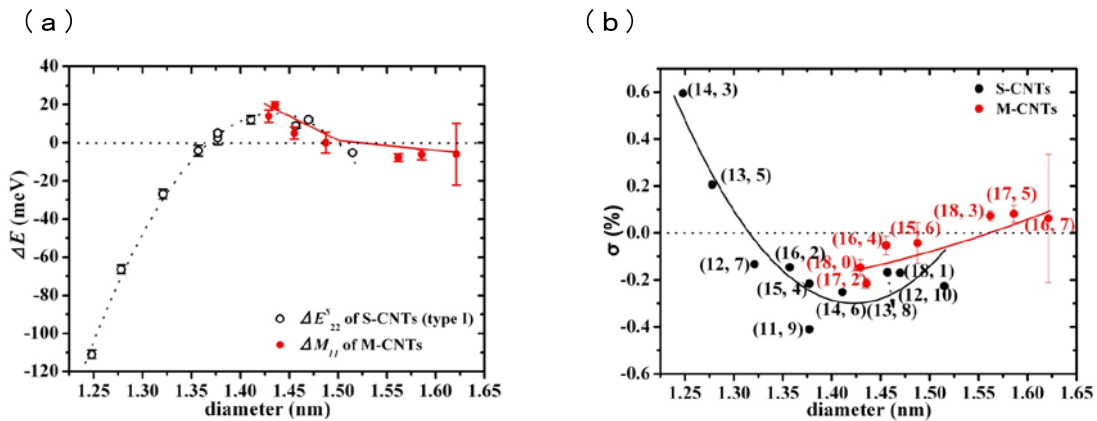 (a)
(b)
40
20
0
-20
-40
-60
-80
-100
-120
ΔE (meV)
ΔE^S_22 of S-CNTs (type I)
ΔM_11 of M-CNTs
1.25 1.30 1.35 1.40 1.45 1.50 1.55 1.60 1.65
diameter (nm)
0.6
0.4
0.2
0.0
-0.2
-0.4
-0.6
σ (%)
S-CNTs
M-CNTs
(14, 3)
(13, 5)
(12, 7)
(16, 2)
(15, 4)
(11, 9)
(14, 6)
(13, 8)
(18, 1)
(12, 10)
(18, 0)
(17, 2)
(16, 4)
(15, 6)
(18, 3)
(17, 5)
(16, 7)
1.25 1.30 1.35 1.40 1.45 1.50 1.55 1.60 1.65
diameter (nm)